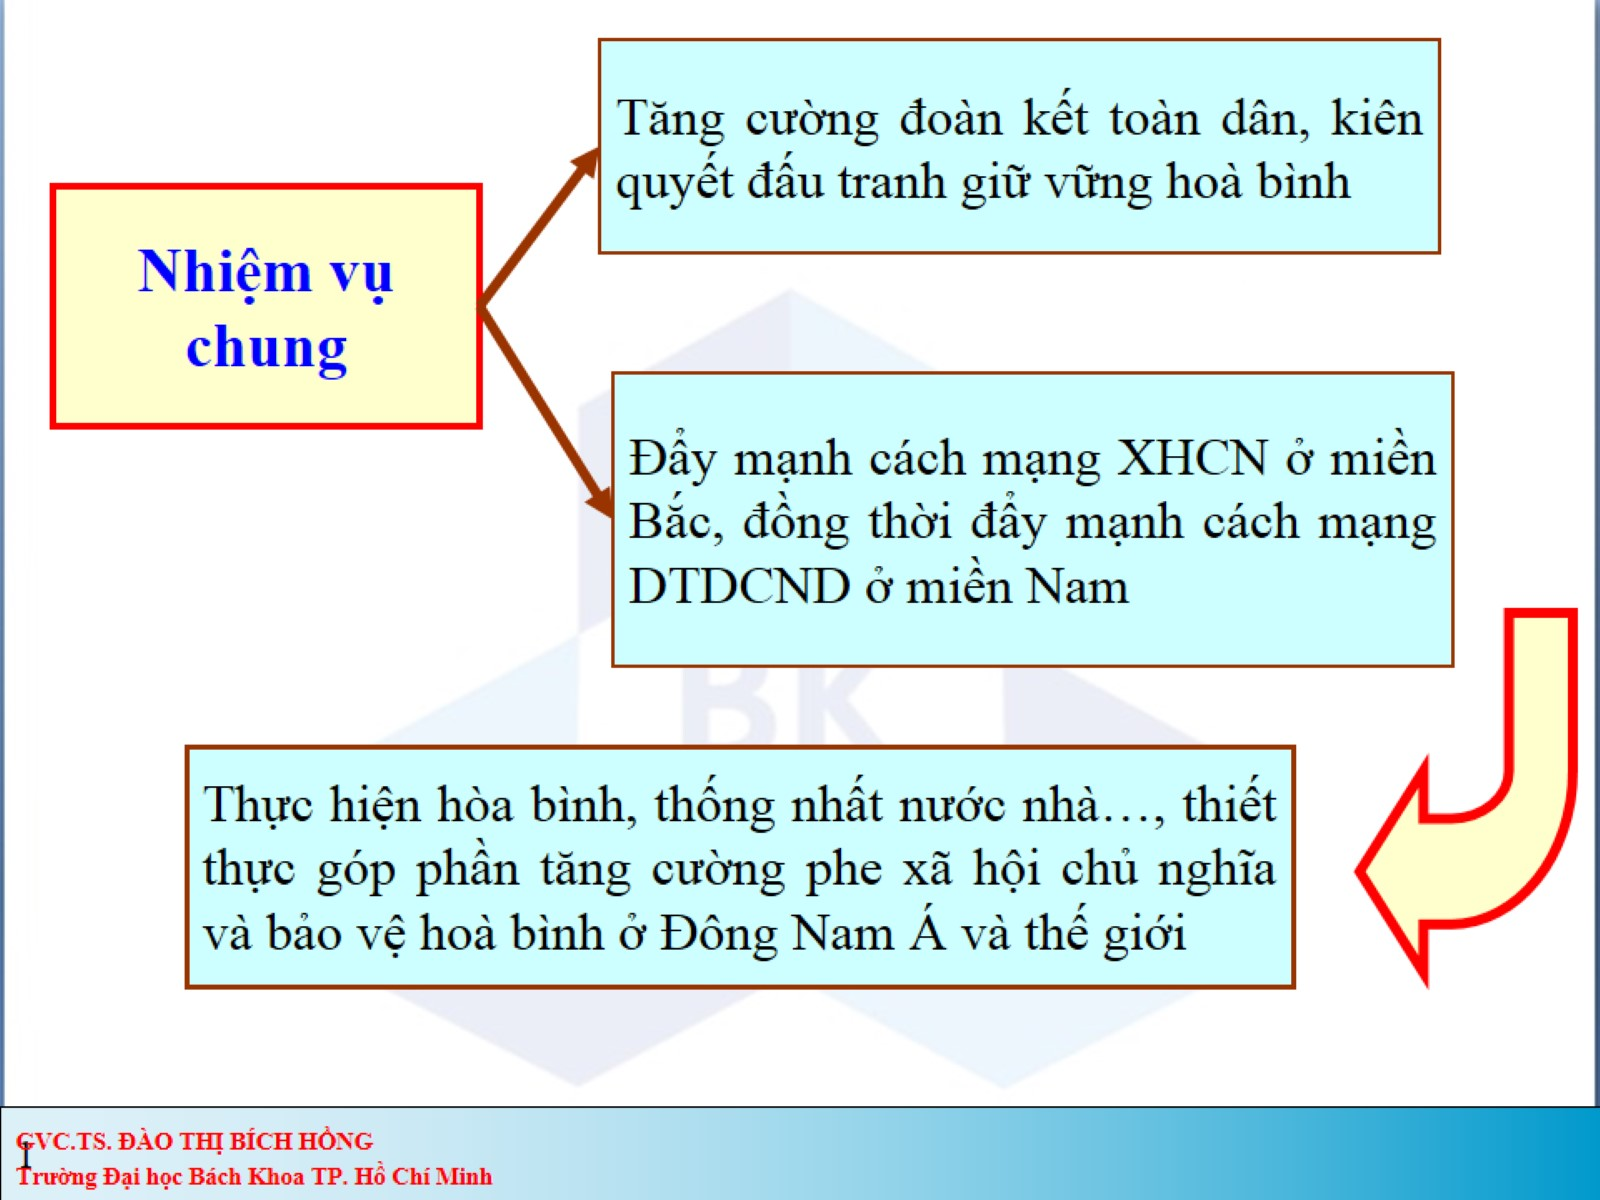 Tăng cường đoàn kết toàn dân, kiên
quyết đấu tranh giữ vững hoà bình
Nhiệm vụ
chung
Đẩy mạnh cách mạng XHCN ở miền
Bắc, đồng thời đẩy mạnh cách mạng
DTDCND ở miền Nam
BK
Thực hiện hòa bình, thống nhất nước nhà…, thiết
thực góp phần tăng cường phe xã hội chủ nghĩa
và bảo vệ hoà bình ở Đông Nam Á và thế giới
GVC.TS. ĐÀO THỊ BÍCH HỒNG
1
Trường Đại học Bách Khoa TP. Hồ Chí Minh